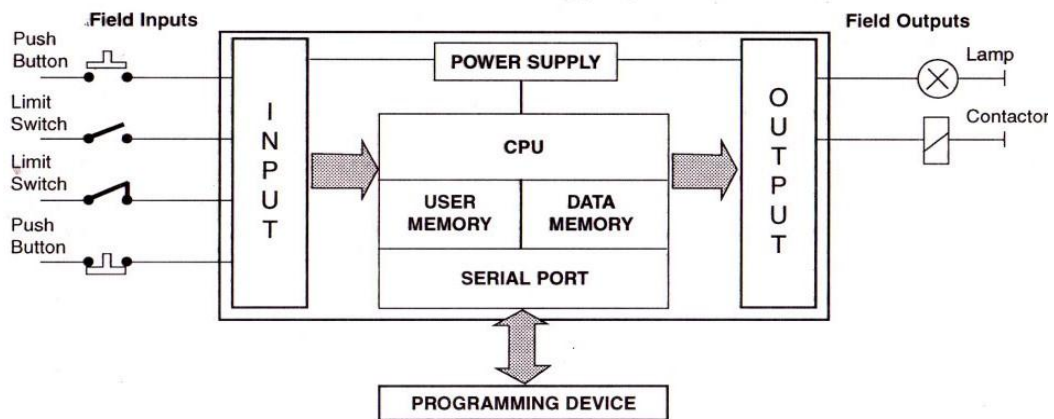 Field Inputs
Field Outputs
Push
Button
Limit
Switch
Limit
Switch
Push
Button
INPUT
POWER SUPPLY
CPU
USER
MEMORY
DATA
MEMORY
SERIAL PORT
OUTPUT
Lamp
Contactor
PROGRAMMING DEVICE